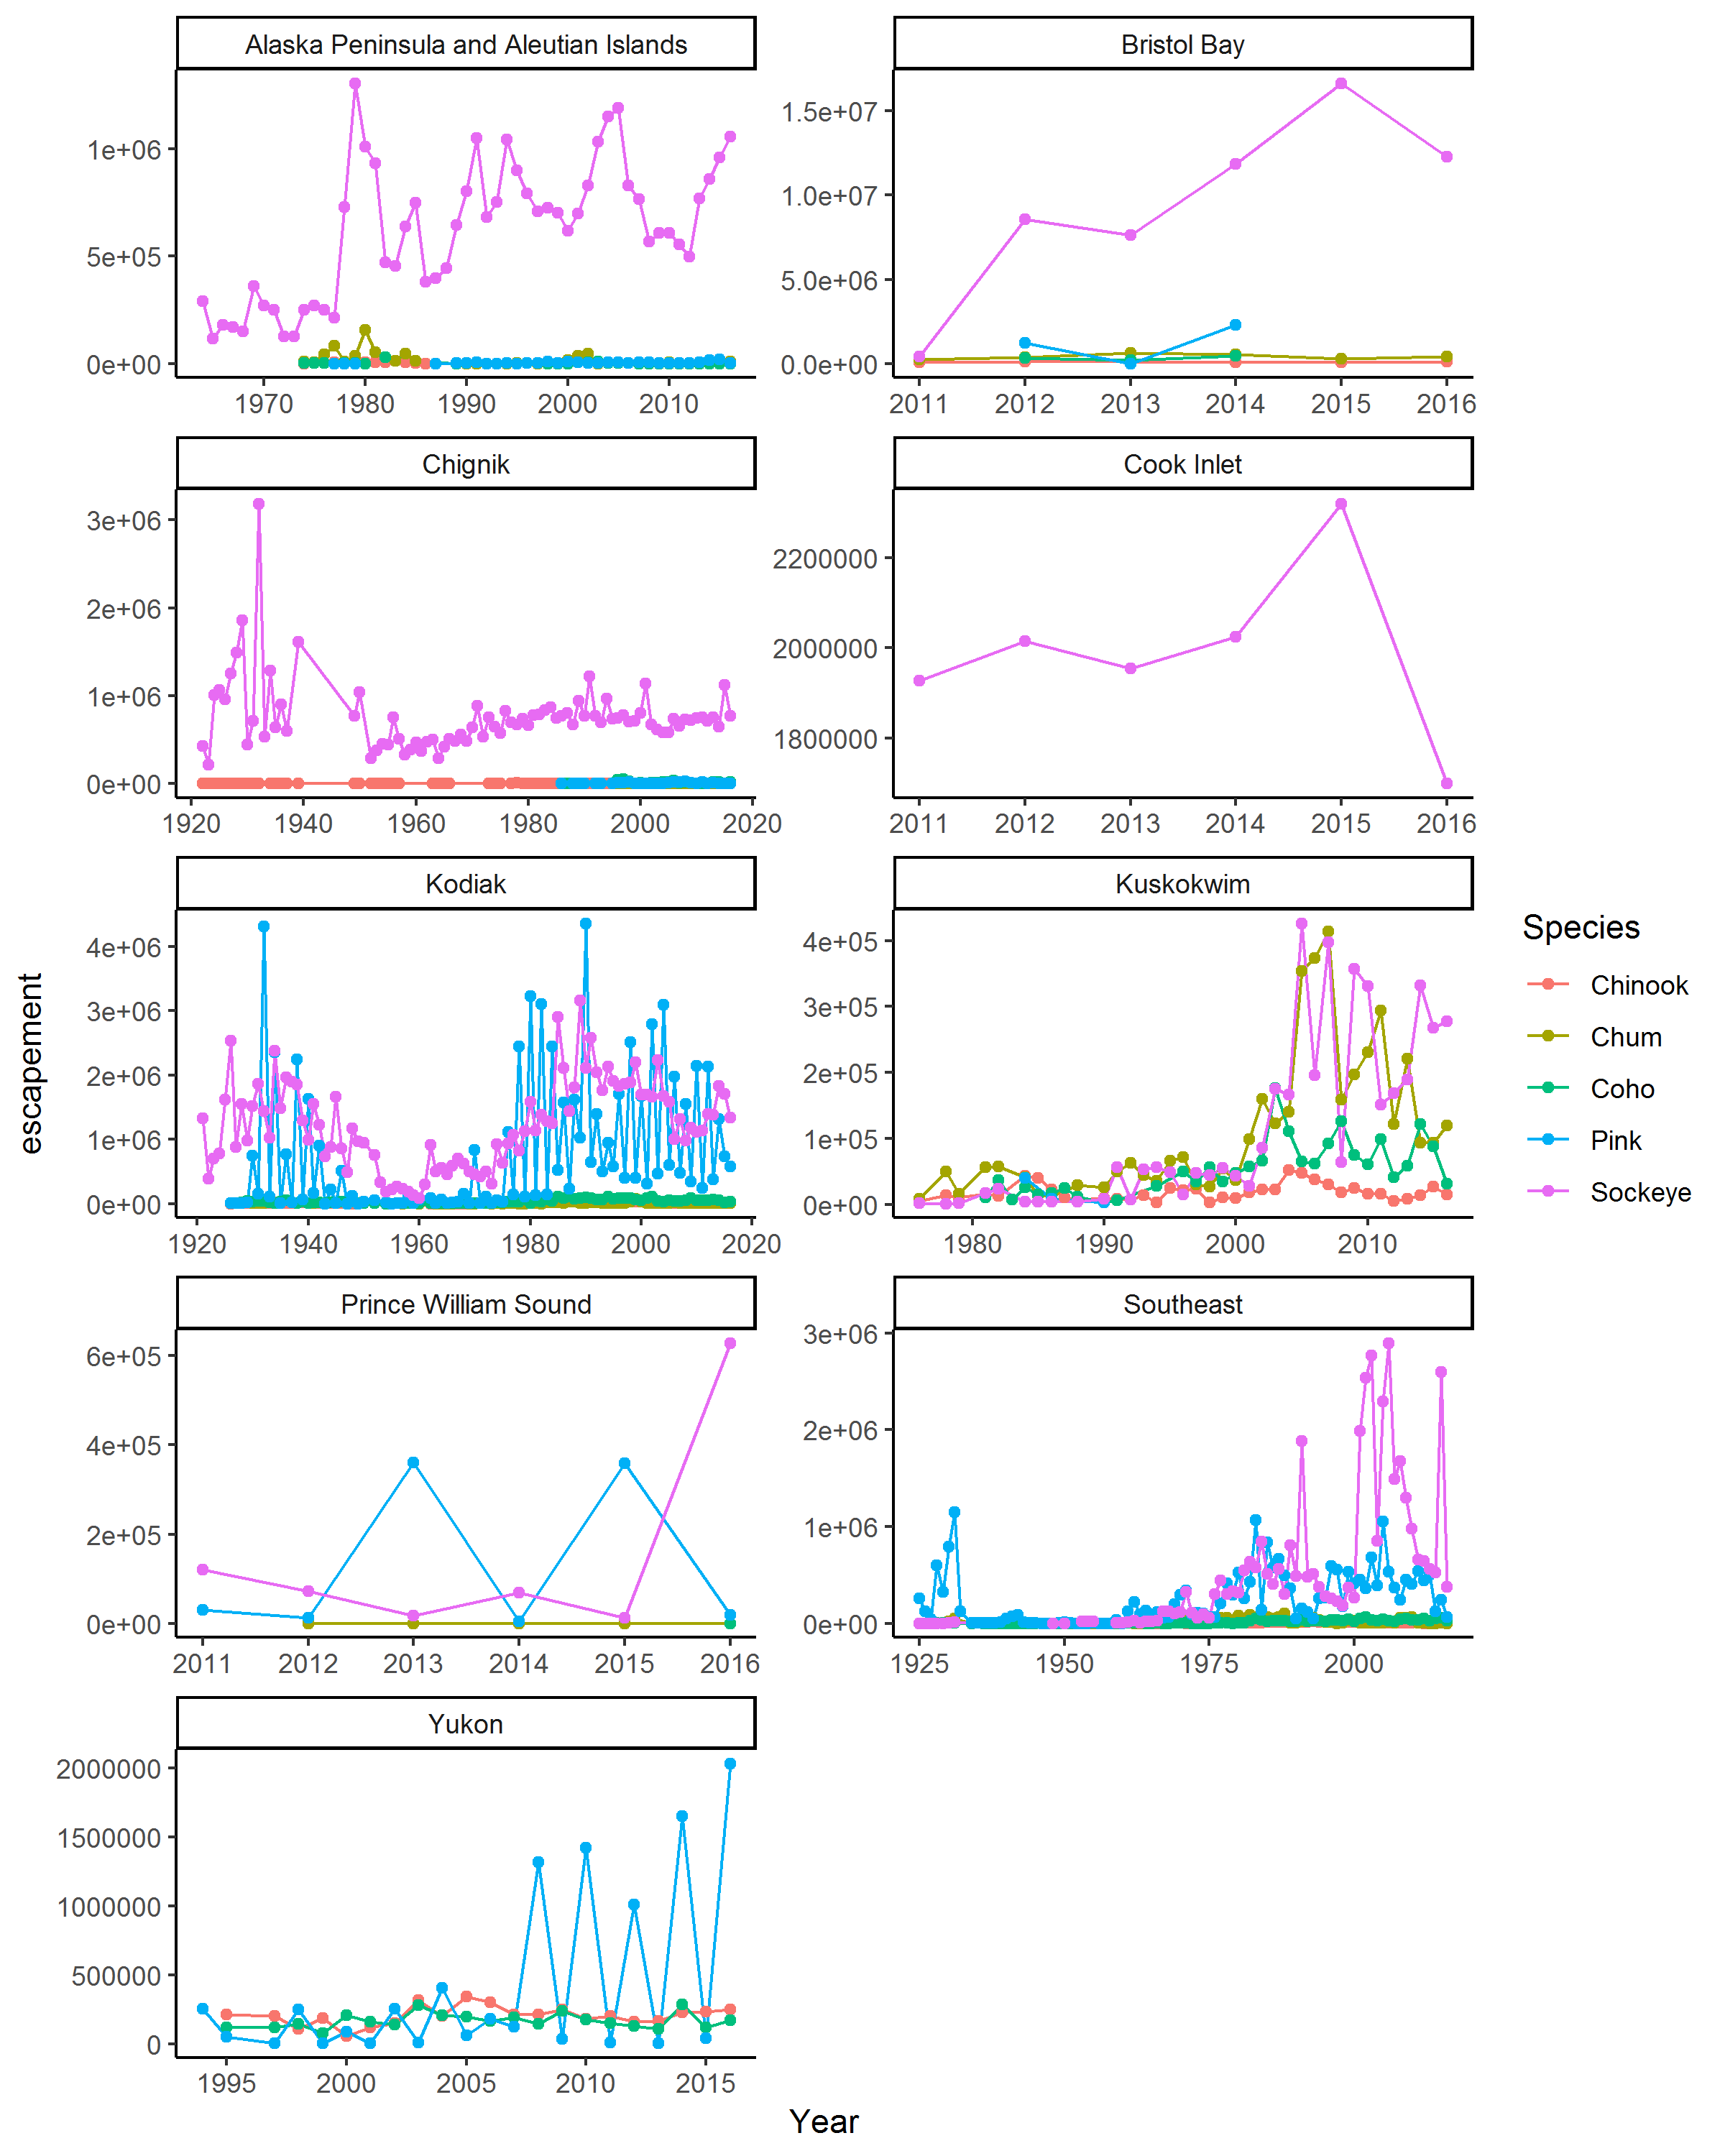 Alaska Peninsula and Aleutian Islands
Bristol Bay
1e+06
5e+05
0e+00
1.5e+07
1.0e+07
5.0e+06
0.0e+00
1970 1980 1990 2000 2010
2011 2012 2013 2014 2015 2016
Chignik
Cook Inlet
3e+06
2e+06
1e+06
0e+00
2200000
2000000
1800000
1920 1940 1960 1980 2000 2020
2011 2012 2013 2014 2015 2016
Kodiak
Kuskokwim
4e+06
3e+06
2e+06
1e+06
0e+00
4e+05
3e+05
2e+05
1e+05
0e+00
1920 1940 1960 1980 2000 2020
1980 1990 2000 2010
Prince William Sound
Southeast
6e+05
4e+05
2e+05
0e+00
3e+06
2e+06
1e+06
0e+00
2011 2012 2013 2014 2015 2016
1925 1950 1975 2000
Yukon
2000000
1500000
1000000
500000
0
1995 2000 2005 2010 2015
Year
escapement
Species
Chinook
Chum
Coho
Pink
Sockeye